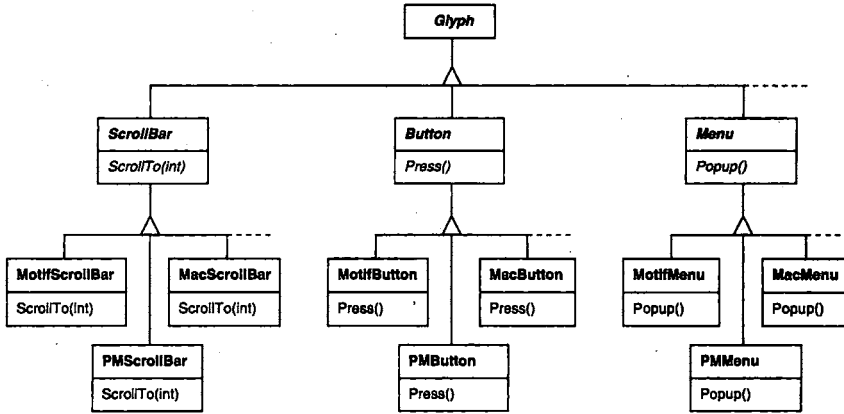 Glyph
ScrollBar
ScrollTo(int)
Button
Press()
Menu
Popup()
MotifScrollBar
ScrollTo(int)
MacScrollBar
ScrollTo(int)
PMScrollBar
ScrollTo(int)
MotifButton
Press()
MacButton
Press()
PMButton
Press()
MotifMenu
Popup()
MacMenu
Popup()
PMMenu
Popup()